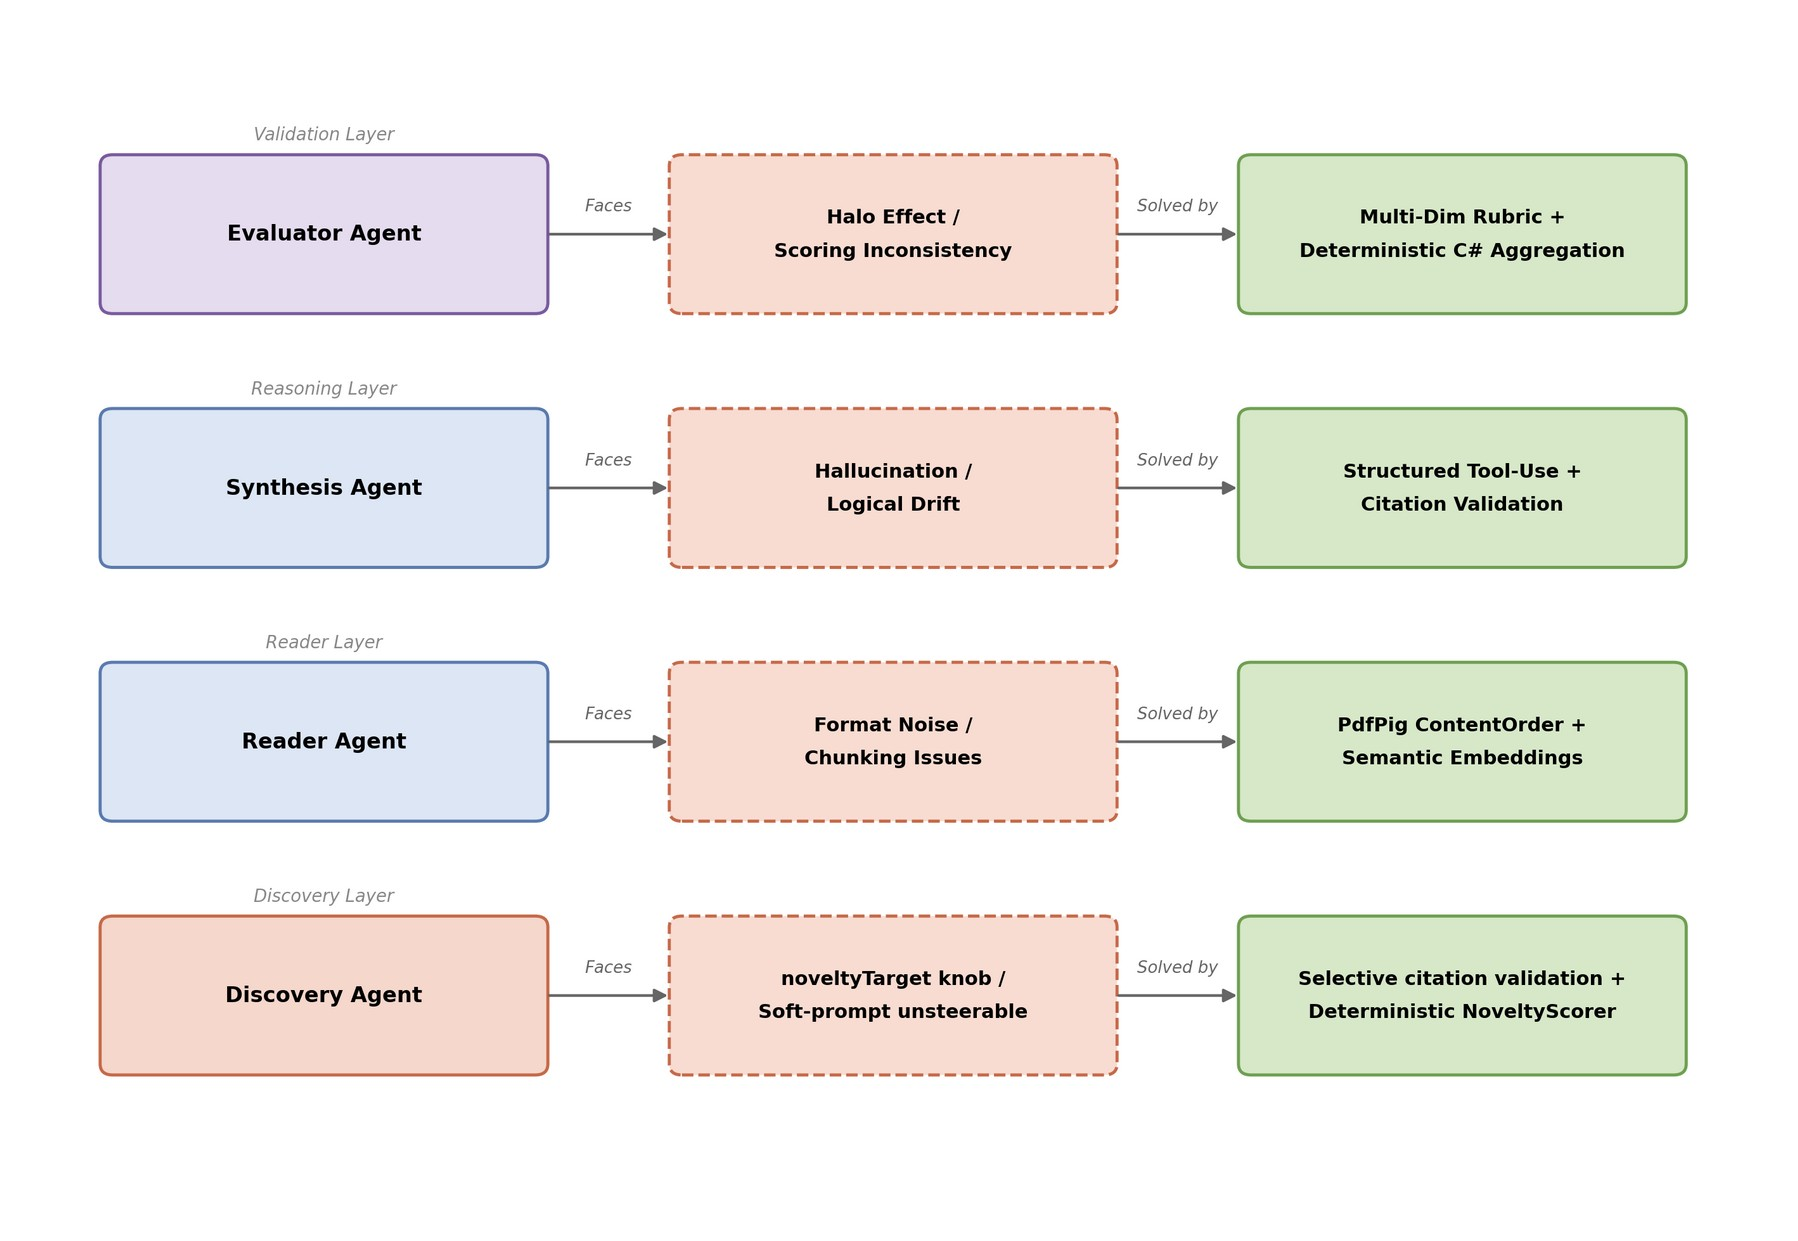 Validation Layer
Evaluator Agent
Faces
Halo Effect /
Scoring Inconsistency
Solved by
Multi-Dim Rubric +
Deterministic C# Aggregation
Reasoning Layer
Synthesis Agent
Faces
Hallucination /
Logical Drift
Solved by
Structured Tool-Use +
Citation Validation
Reader Layer
Reader Agent
Faces
Format Noise /
Chunking Issues
Solved by
PdfPig ContentOrder +
Semantic Embeddings
Discovery Layer
Discovery Agent
Faces
noveltyTarget knob /
Soft-prompt unsteerable
Solved by
Selective citation validation +
Deterministic NoveltyScorer